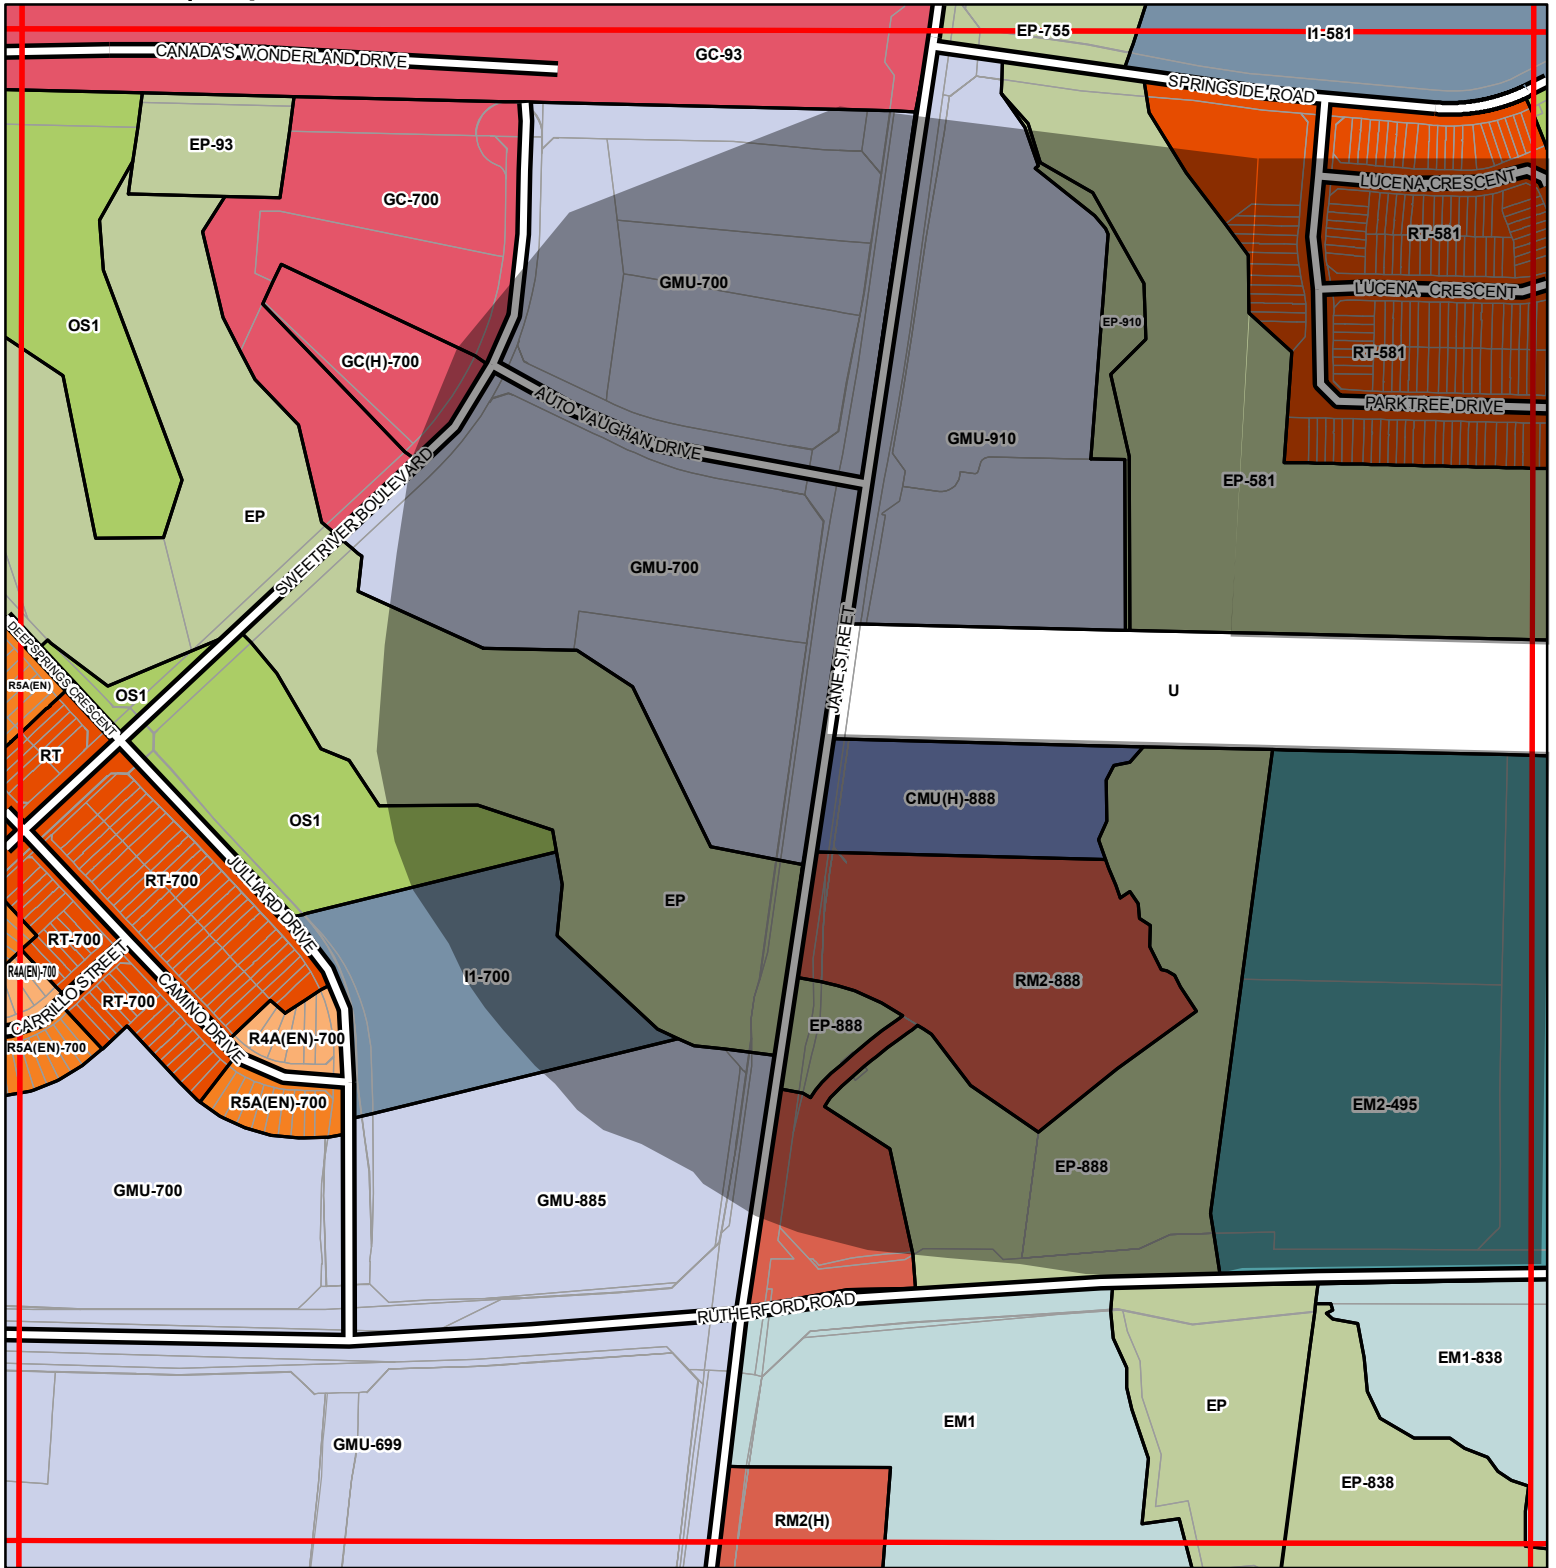 EP-755
I1-581
CANADA'S WONDERLAND DRIVE
GC-93
SPRINGSIDE ROAD
EP-93
LUCENA CRESCENT
GC-700
RT-581
GMU-700
LUCENA CRESCENT
OS1
EP-910
GC(H)-700
RT-581
AUTO VAUGHAN DRIVE
PARKTREE DRIVE
GMU-910
SWEETRIVER BOULEVARD
EP-581
EP
GMU-700
JANE STREET
DEEPSPRINGS CRESCENT
R5A(EN)
OS1
U
RT
CMU(H)-888
OS1
RT-700
JULLIARD DRIVE
EP
RT-700
R4A(EN)-700
I1-700
RM2-888
CARRILLO STREET
RT-700
CAMINO DRIVE
EP-888
R4A(EN)-700
R5A(EN)-700
R5A(EN)-700
EM2-495
EP-888
GMU-700
GMU-885
RUTHERFORD ROAD
EM1-838
EP
EM1
GMU-699
EP-838
RM2(H)